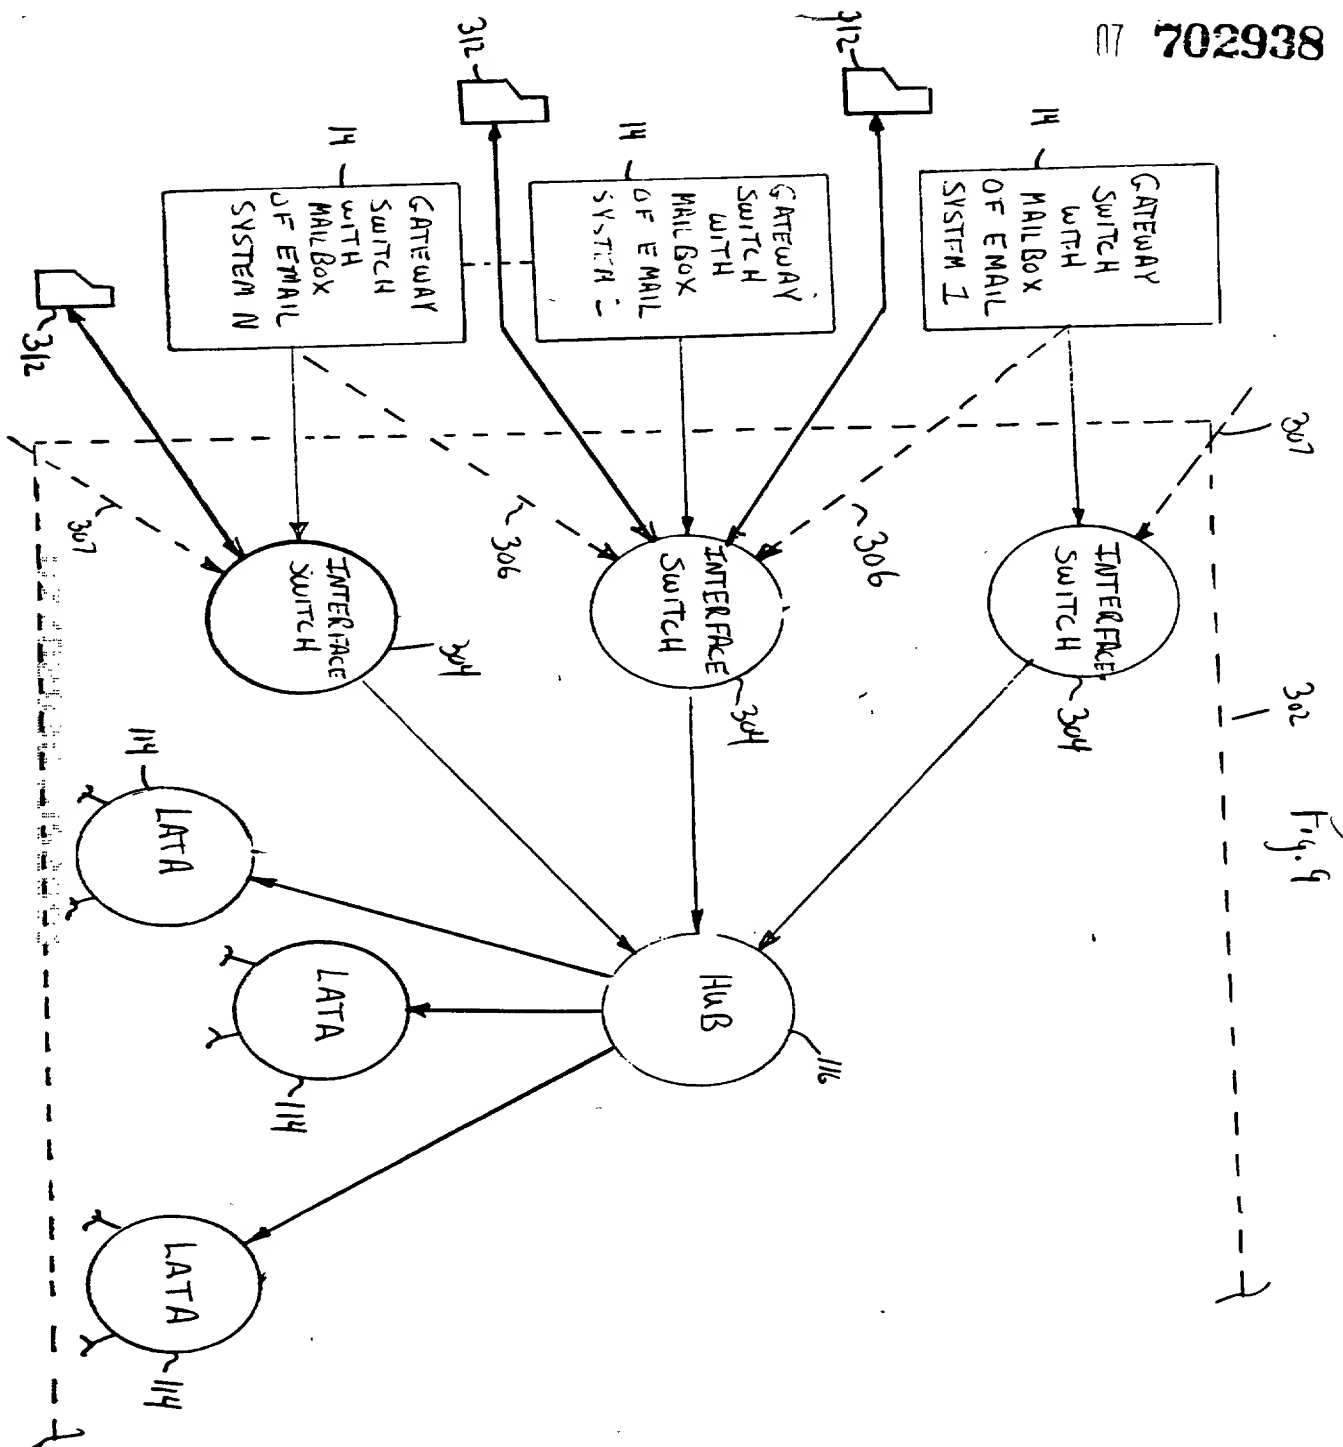 07 702938
Fig. 9
302
307
14
GATEWAY
SWITCH
WITH
MAILBOX
OF EMAIL
SYSTEM 1
312
14
GATEWAY
SWITCH
WITH
MAILBOX
OF EMAIL
SYSTEM
312
14
GATEWAY
SWITCH
WITH
MAILBOX
OF EMAIL
SYSTEM N
312
306
306
307
INTERFACE
SWITCH
304
INTERFACE
SWITCH
304
INTERFACE
SWITCH
304
HUB
116
LATA
114
LATA
114
LATA
114